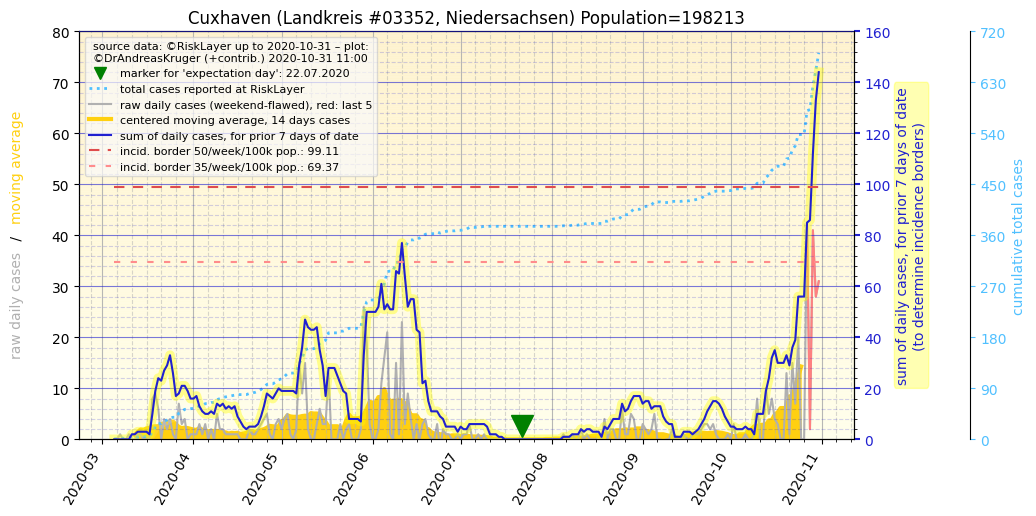 Cuxhaven (Landkreis #03352, Niedersachsen) Population=198213
source data: ©RiskLayer up to 2020-10-31 – plot:
©DrAndreasKruger (+contrib.) 2020-10-31 11:00
marker for 'expectation day': 22.07.2020
total cases reported at RiskLayer
raw daily cases (weekend-flawed), red: last 5
centered moving average, 14 days cases
sum of daily cases, for prior 7 days of date
incid. border 50/week/100k pop.: 99.11
incid. border 35/week/100k pop.: 69.37
raw daily cases / moving average
80
70
60
50
40
30
20
10
0
160
140
120
100
80
60
40
20
0
sum of daily cases, for prior 7 days of date
(to determine incidence borders)
720
630
540
450
360
270
180
90
0
cumulative total cases
2020-03
2020-04
2020-05
2020-06
2020-07
2020-08
2020-09
2020-10
2020-11